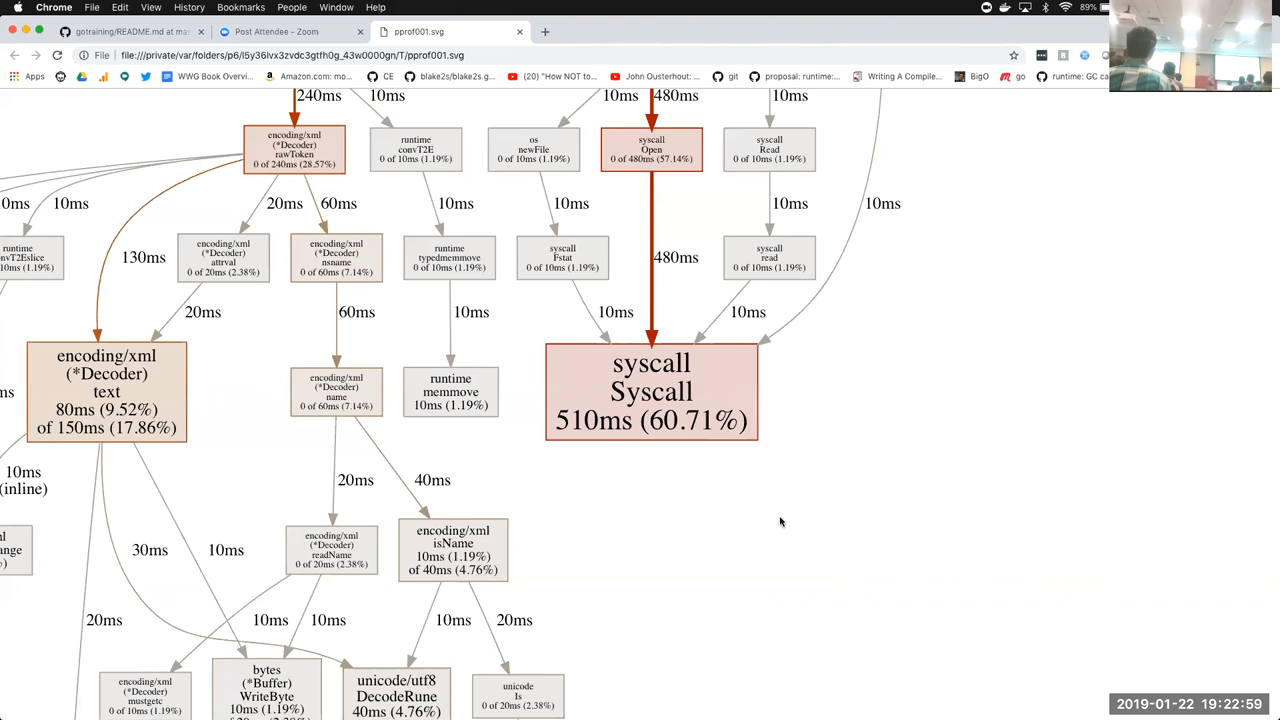 Chrome File Edit View History Bookmarks People Window Help 89%
gotraining/README.md at mas
Post Attendee - Zoom
pprof001.svg
File file:///private/var/folders/p6/l5y36lvx3zvdc3gtfh0g_43w0000gn/T/pprof001.svg
Apps WWG Book Overvi... Amazon.com: mo... CE blake2s/blake2s.g... (20) "How NOT to... John Ousterhout: ... git proposal: runtime:... Writing A Compile... BigO go runtime: GC ca
240ms 10ms 10ms 480ms 10ms
encoding/xml
(*Decoder)
rawToken
0 of 240ms (28.57%)
runtime
convT2E
0 of 10ms (1.19%)
os
newFile
0 of 10ms (1.19%)
syscall
Open
0 of 480ms (57.14%)
syscall
Read
0 of 10ms (1.19%)
0ms 10ms 20ms 60ms 10ms 10ms 10ms 10ms
runtime
nvT2Eslice
10ms (1.19%)
130ms
encoding/xml
(*Decoder)
attrval
0 of 20ms (2.38%)
encoding/xml
(*Decoder)
nsname
0 of 60ms (7.14%)
runtime
typedmemmove
0 of 10ms (1.19%)
syscall
Fstat
0 of 10ms (1.19%)
480ms
syscall
read
0 of 10ms (1.19%)
20ms 60ms 10ms 10ms 10ms
encoding/xml
(*Decoder)
text
80ms (9.52%)
of 150ms (17.86%)
encoding/xml
(*Decoder)
name
0 of 60ms (7.14%)
runtime
memmove
10ms (1.19%)
syscall
Syscall
510ms (60.71%)
ms
10ms
(inline)
20ms 40ms
ml
ange
)
30ms 10ms
encoding/xml
(*Decoder)
readName
0 of 20ms (2.38%)
encoding/xml
isName
10ms (1.19%)
of 40ms (4.76%)
20ms 10ms 10ms 10ms 20ms
encoding/xml
(*Decoder)
mustgetc
0 of 10ms (1.19%)
bytes
(*Buffer)
WriteByte
10ms (1.19%)
of 20ms (2.38%)
unicode/utf8
DecodeRune
40ms (4.76%)
unicode
Is
0 of 20ms (2.38%)
2019-01-22 19:22:59